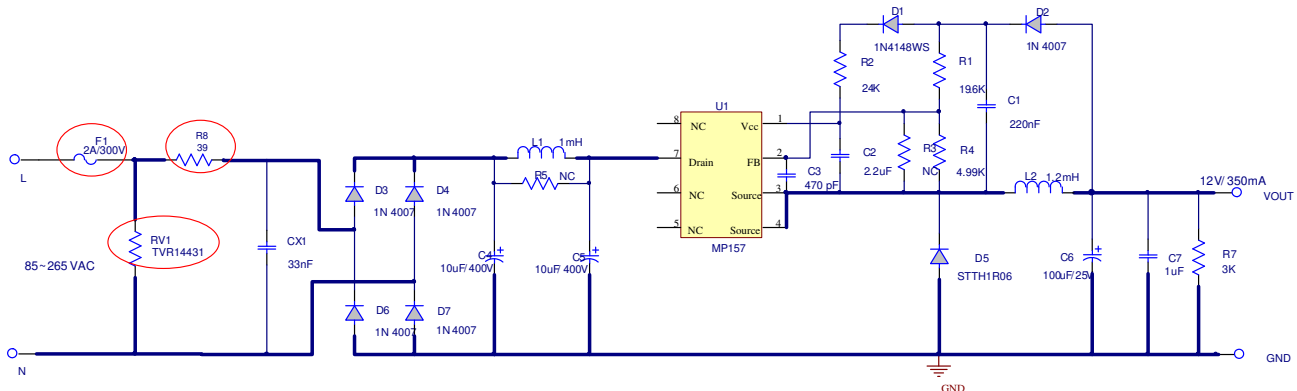 D1
1N4148WS
D2
1N 4007
R2
24K
R1
19.6K
C1
220nF
U1
8
NC
7
Drain
6
NC
5
NC
Vcc
1
FB
2
Source
3
Source
4
MP157
C3
470 pF
C2
2.2uF
R3
NC
R4
4.99K
L2
1.2mH
12V/ 350mA
VOUT
F1
2A/300V
L
R8
39
RV1
TVR14431
85~265 VAC
CX1
33nF
N
D3
1N 4007
D4
1N 4007
D6
1N 4007
D7
1N 4007
L1
1mH
R5
NC
C4
+
10uF/ 400V
C5
+
10uF/ 400V
D5
STTH1R06
C6
+
100uF/25V
C7
1uF
R7
3K
GND
GND